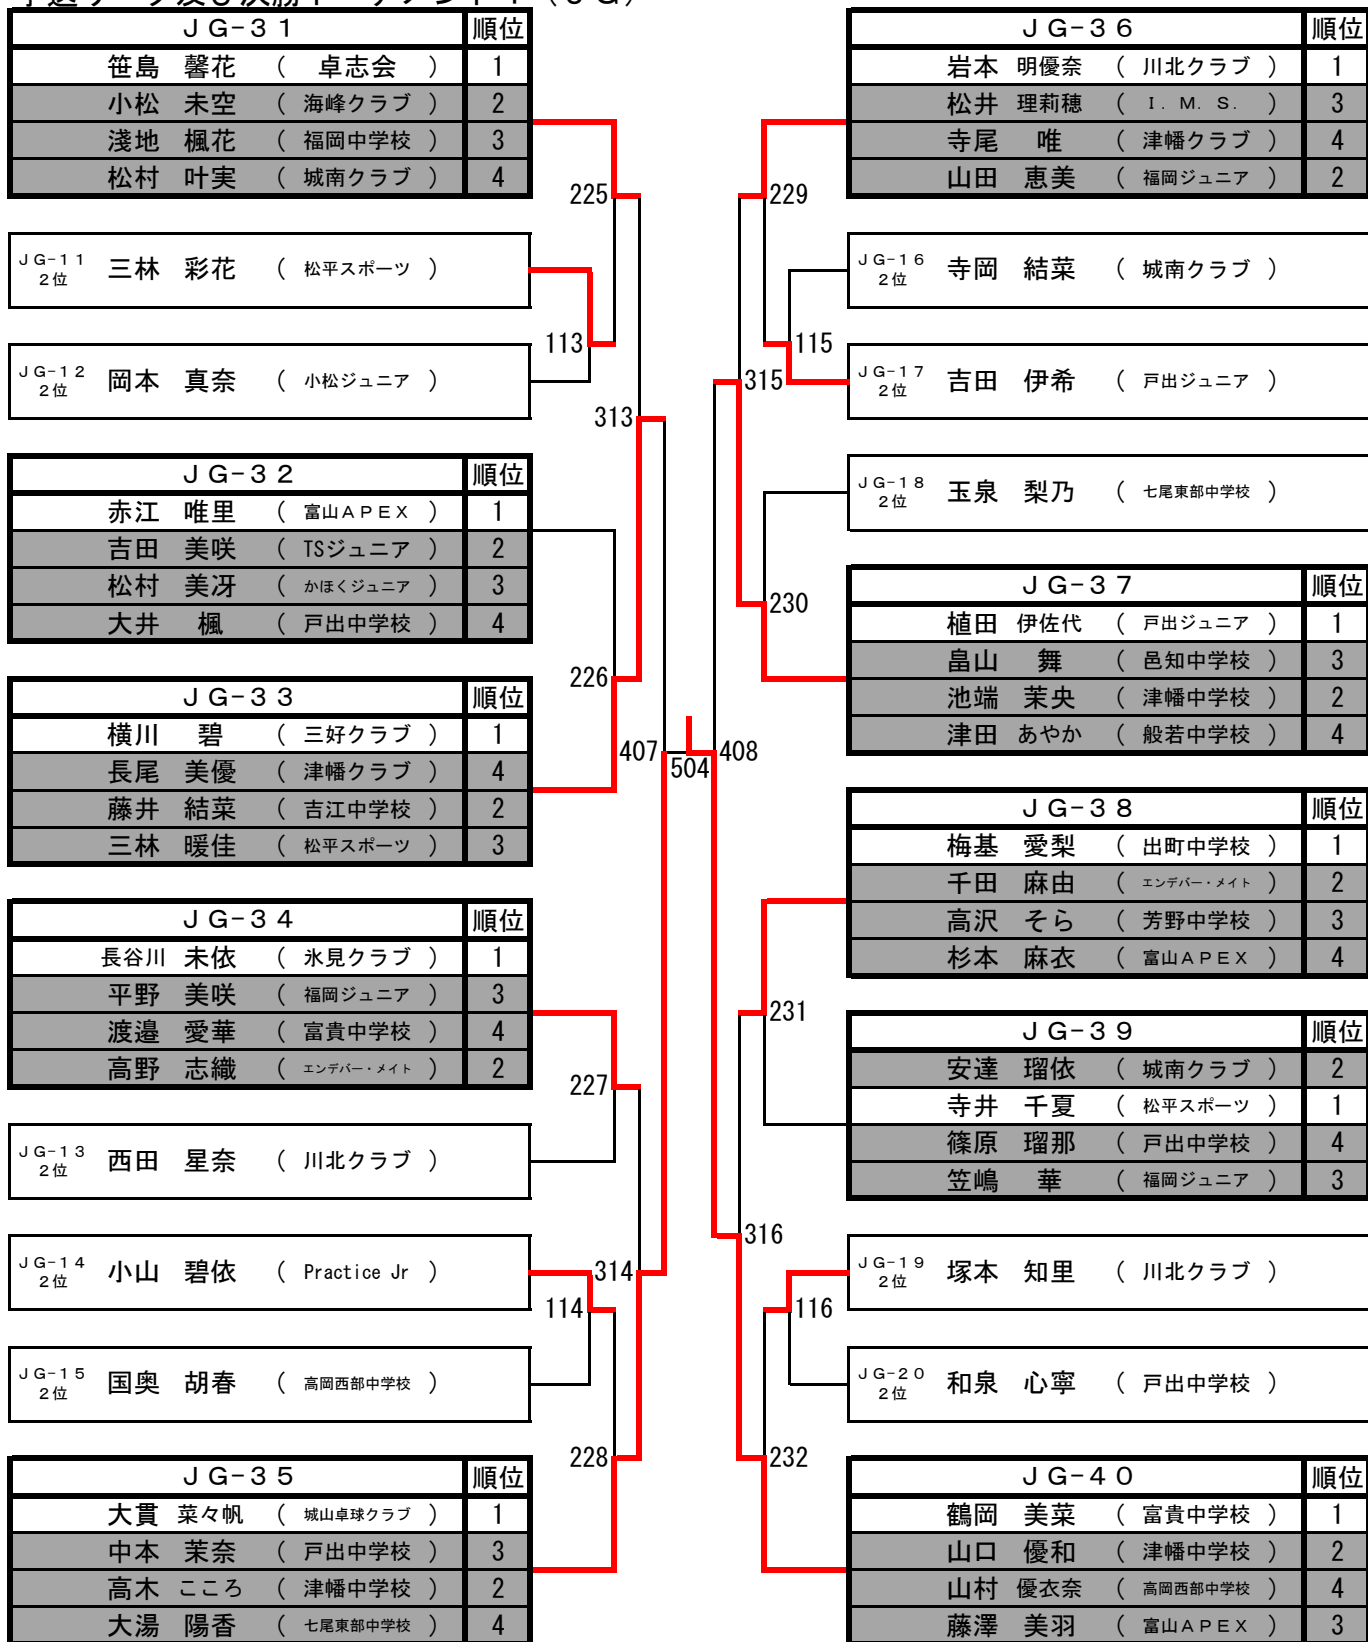 ＪＧ-３１ 順位
笹島 馨花 （ 卓志会 ） 1
小松 未空 （ 海峰クラブ ） 2
淺地 楓花 （ 福岡中学校 ） 3
松村 叶実 （ 城南クラブ ） 4
225
ＪＧ-１１ 2位 三林 彩花 （ 松平スポーツ ）
113
ＪＧ-１２ 2位 岡本 真奈 （ 小松ジュニア ）
313
ＪＧ-３２ 順位
赤江 唯里 （ 富山ＡＰＥＸ ） 1
吉田 美咲 （ TSジュニア ） 2
松村 美冴 （ かほくジュニア ） 3
大井 楓 （ 戸出中学校 ） 4
226
ＪＧ-３３ 順位
横川 碧 （ 三好クラブ ） 1
長尾 美優 （ 津幡クラブ ） 4
藤井 結菜 （ 吉江中学校 ） 2
三林 暖佳 （ 松平スポーツ ） 3
407
504
408
ＪＧ-３４ 順位
長谷川 未依 （ 氷見クラブ ） 1
平野 美咲 （ 福岡ジュニア ） 3
渡邉 愛華 （ 富貴中学校 ） 4
高野 志織 （ エンデバー・メイト ） 2
227
ＪＧ-１３ 2位 西田 星奈 （ 川北クラブ ）
ＪＧ-１４ 2位 小山 碧依 （ Practice Jr ）
314
114
ＪＧ-１５ 2位 国奥 胡春 （ 高岡西部中学校 ）
228
ＪＧ-３５ 順位
大貫 菜々帆 （ 城山卓球クラブ ） 1
中本 茉奈 （ 戸出中学校 ） 3
高木 こころ （ 津幡中学校 ） 2
大湯 陽香 （ 七尾東部中学校 ） 4
ＪＧ-３６ 順位
岩本 明優奈 （ 川北クラブ ） 1
松井 理莉穂 （ Ｉ．Ｍ．Ｓ． ） 3
寺尾 唯 （ 津幡クラブ ） 4
山田 恵美 （ 福岡ジュニア ） 2
229
ＪＧ-１６ 2位 寺岡 結菜 （ 城南クラブ ）
115
ＪＧ-１７ 2位 吉田 伊希 （ 戸出ジュニア ）
315
ＪＧ-１８ 2位 玉泉 梨乃 （ 七尾東部中学校 ）
230
ＪＧ-３７ 順位
植田 伊佐代 （ 戸出ジュニア ） 1
畠山 舞 （ 邑知中学校 ） 3
池端 茉央 （ 津幡中学校 ） 2
津田 あやか （ 般若中学校 ） 4
ＪＧ-３８ 順位
梅基 愛梨 （ 出町中学校 ） 1
千田 麻由 （ エンデバー・メイト ） 2
高沢 そら （ 芳野中学校 ） 3
杉本 麻衣 （ 富山ＡＰＥＸ ） 4
231
ＪＧ-３９ 順位
安達 瑠依 （ 城南クラブ ） 2
寺井 千夏 （ 松平スポーツ ） 1
篠原 瑠那 （ 戸出中学校 ） 4
笠嶋 華 （ 福岡ジュニア ） 3
316
ＪＧ-１９ 2位 塚本 知里 （ 川北クラブ ）
116
ＪＧ-２０ 2位 和泉 心寧 （ 戸出中学校 ）
232
ＪＧ-４０ 順位
鶴岡 美菜 （ 富貴中学校 ） 1
山口 優和 （ 津幡中学校 ） 2
山村 優衣奈 （ 高岡西部中学校 ） 4
藤澤 美羽 （ 富山ＡＰＥＸ ） 3